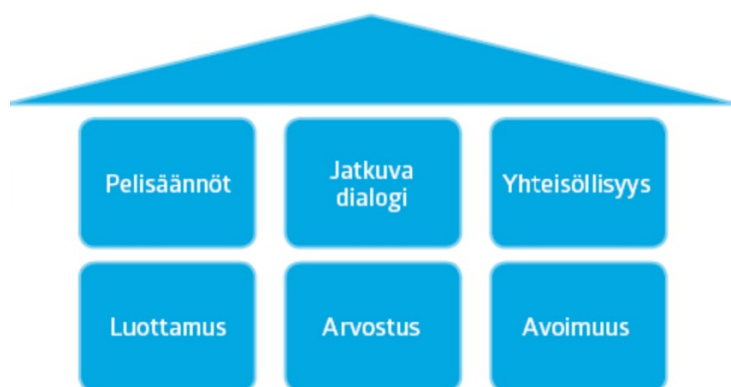 Pelisäännöt
Jatkuva
dialogi
Yhteisöllisyys
Luottamus
Arvostus
Avoimuus